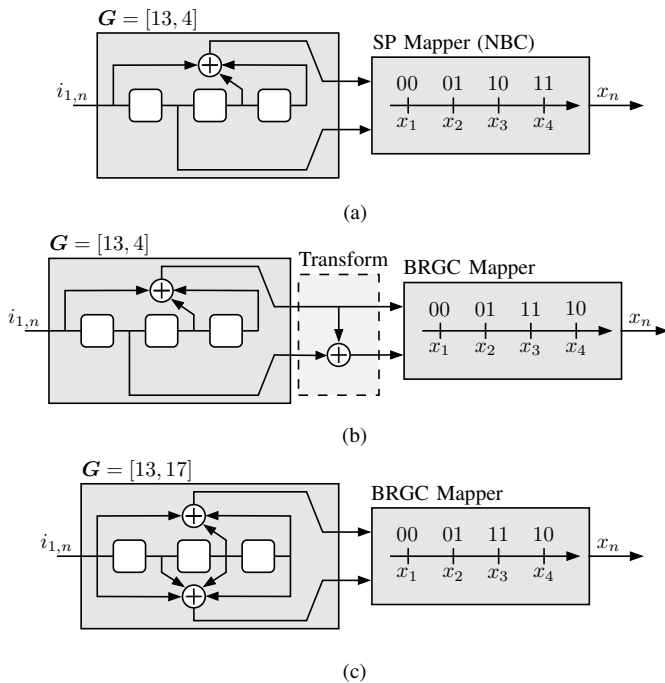 G = [13, 4]
SP Mapper (NBC)
i1,n
00 01 10 11
x1 x2 x3 x4
xn
(a)
G = [13, 4]
Transform
BRGC Mapper
i1,n
00 01 11 10
x1 x2 x3 x4
xn
(b)
G = [13, 17]
BRGC Mapper
i1,n
00 01 11 10
x1 x2 x3 x4
xn
(c)